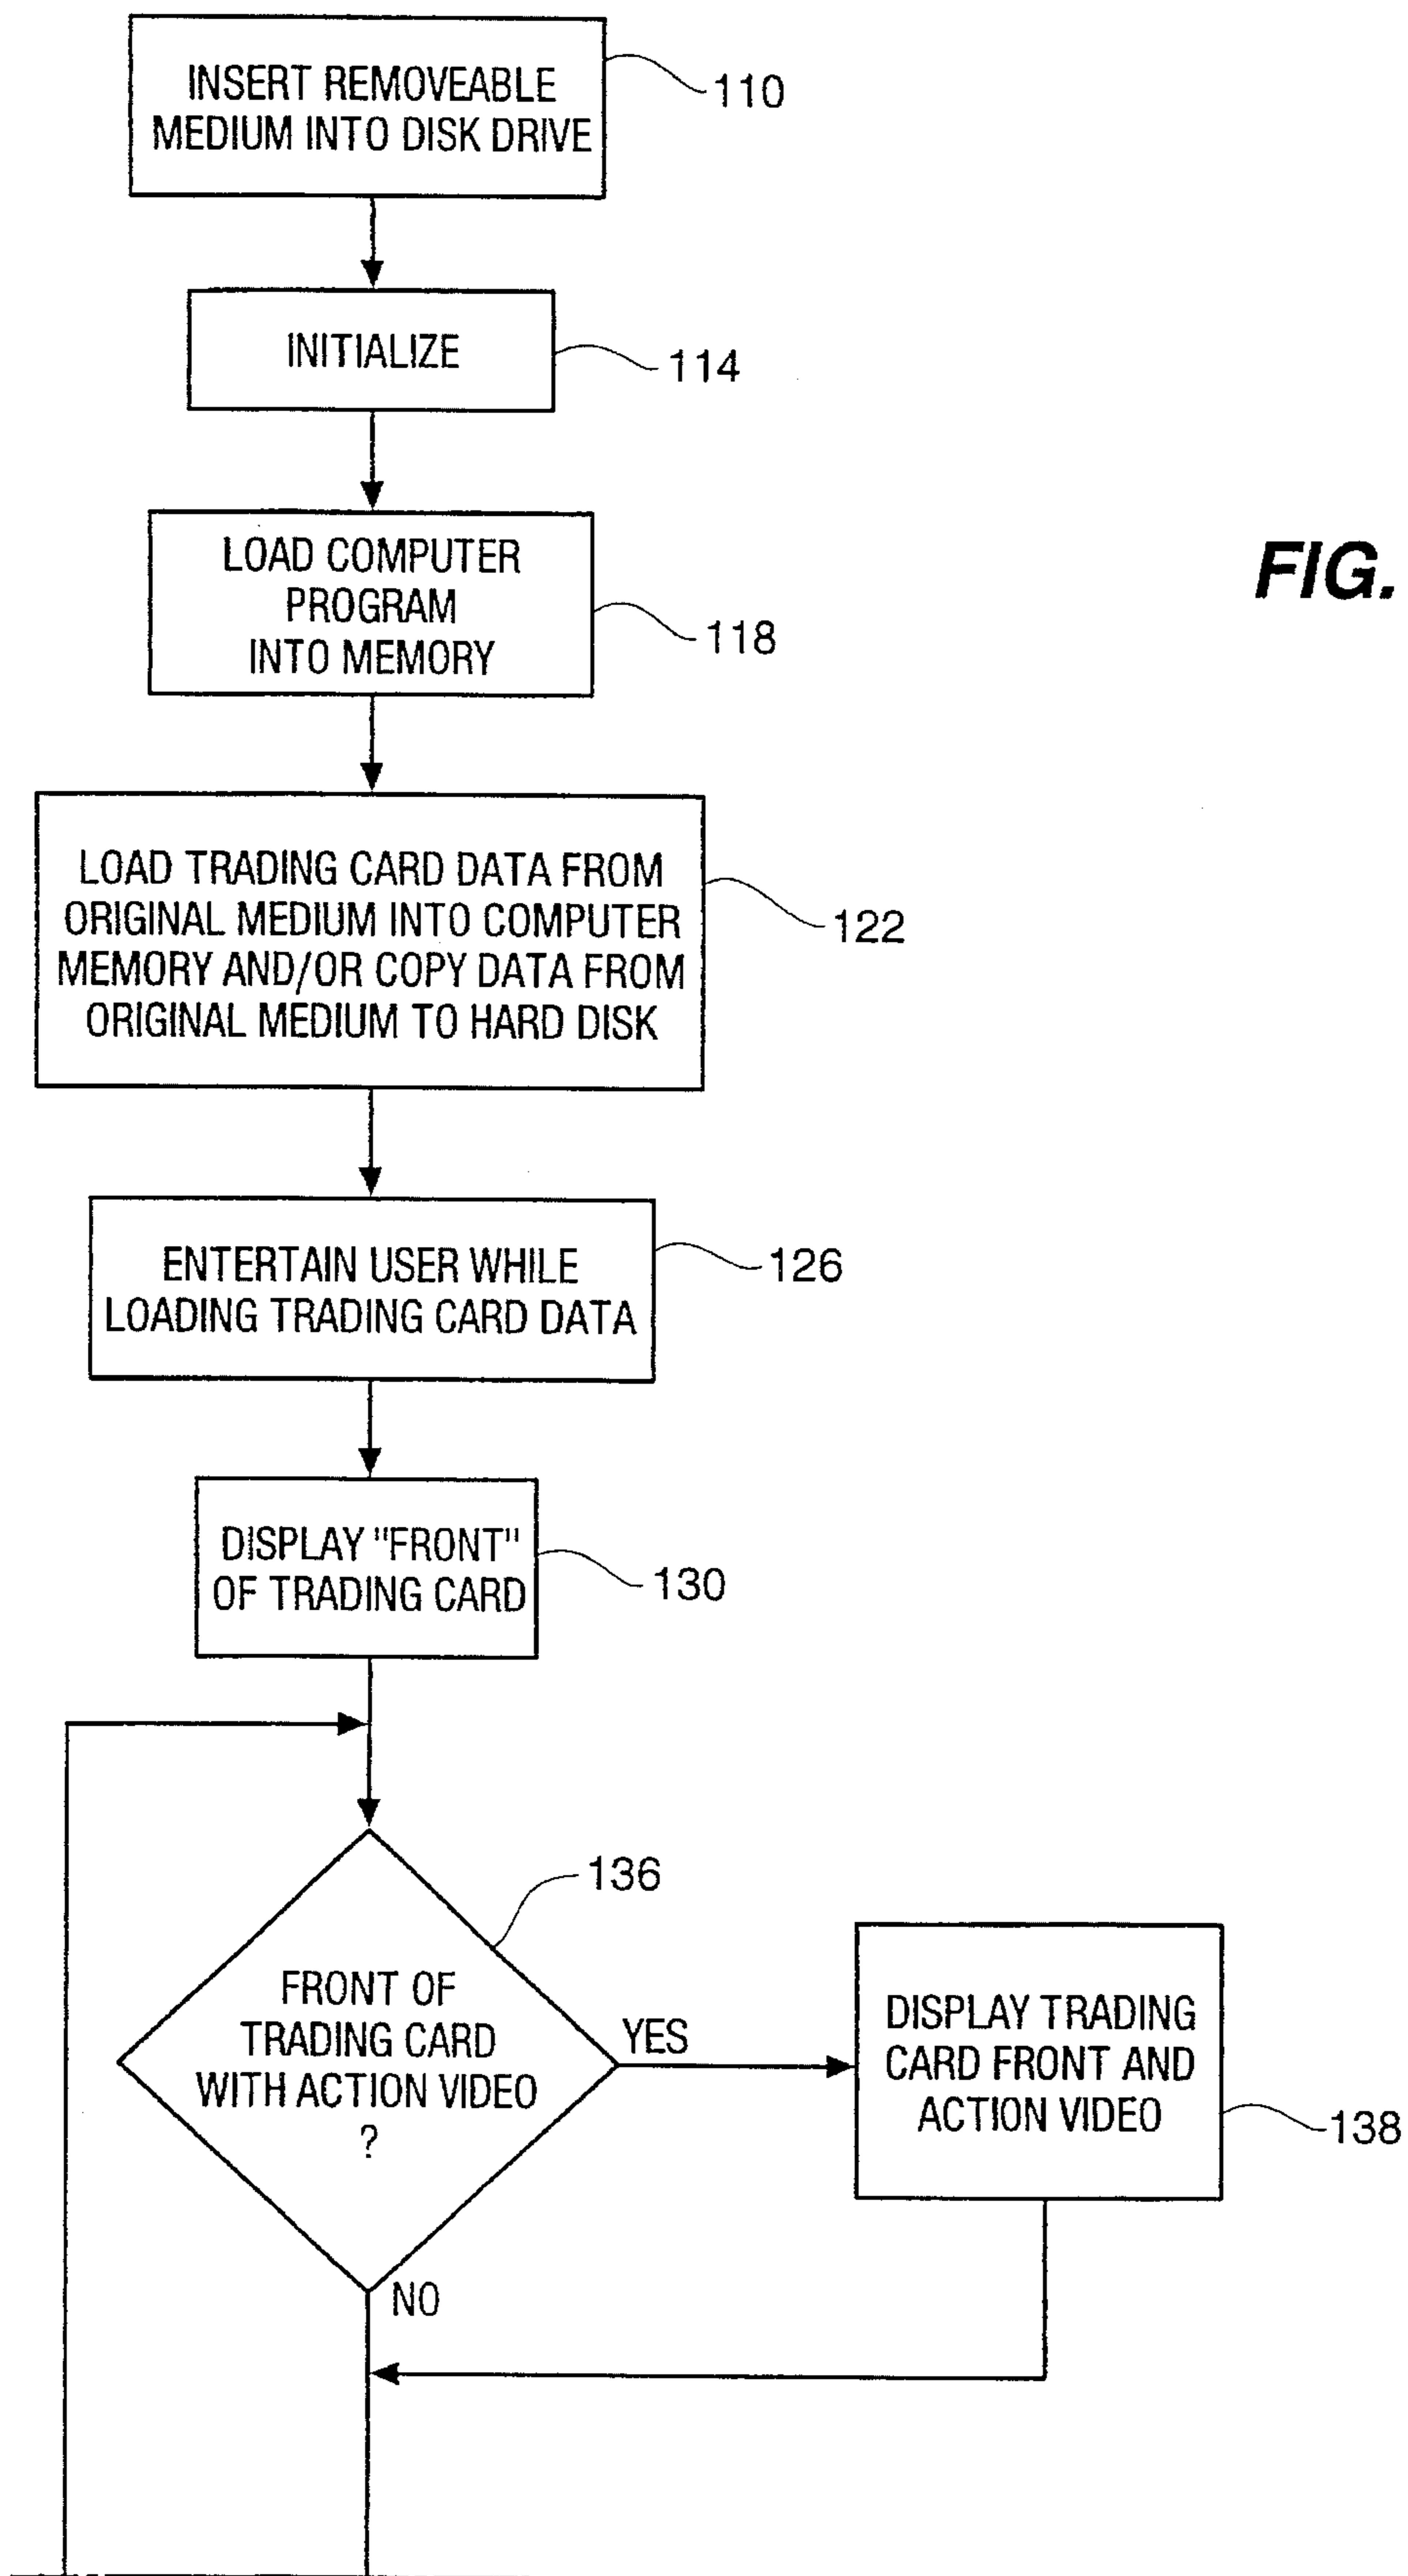 INSERT REMOVEABLE
MEDIUM INTO DISK DRIVE
110
INITIALIZE
114
LOAD COMPUTER
PROGRAM
INTO MEMORY
118
FIG.
LOAD TRADING CARD DATA FROM
ORIGINAL MEDIUM INTO COMPUTER
MEMORY AND/OR COPY DATA FROM
ORIGINAL MEDIUM TO HARD DISK
122
ENTERTAIN USER WHILE
LOADING TRADING CARD DATA
126
DISPLAY "FRONT"
OF TRADING CARD
130
136
FRONT OF
TRADING CARD
WITH ACTION VIDEO
?
YES
DISPLAY TRADING
CARD FRONT AND
ACTION VIDEO
138
NO